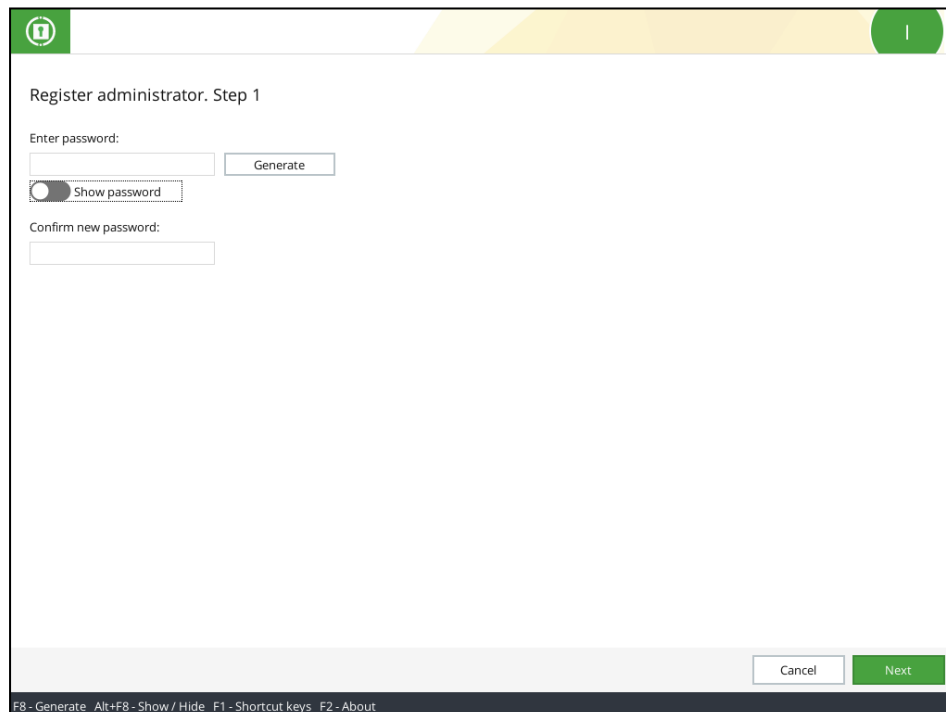 Register administrator. Step 1
Enter password:
Generate
Show password
Confirm new password:
Cancel
Next
F8 - Generate Alt+F8 - Show / Hide F1 - Shortcut keys F2 - About